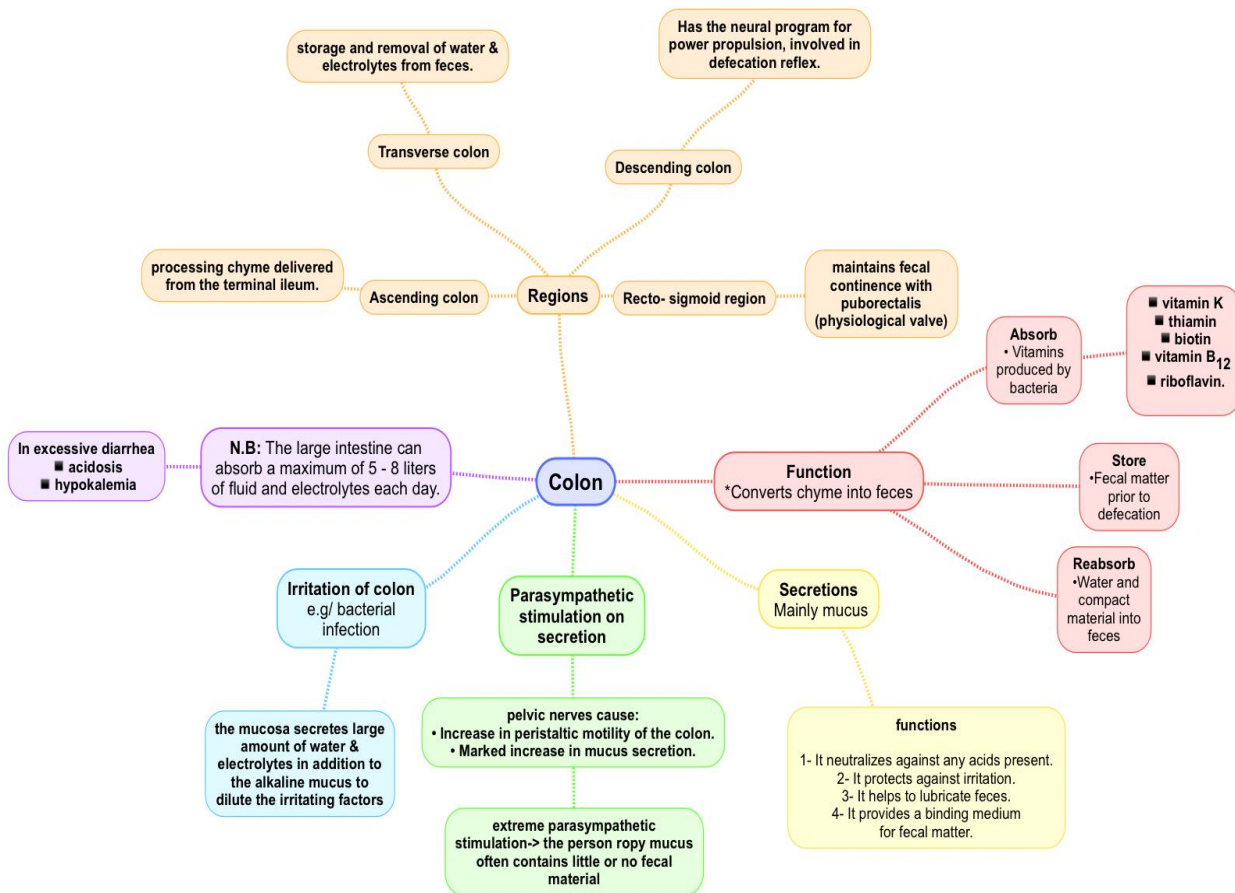 storage and removal of water &
electrolytes from feces.
Has the neural program for
power propulsion, involved in
defecation reflex.
Transverse colon
Descending colon
processing chyme delivered
from the terminal ileum.
Ascending colon
Regions
Recto- sigmoid region
maintains fecal
continence with
puborectalis
(physiological valve)
Absorb
• Vitamins
produced by
bacteria
■ vitamin K
■ thiamin
■ biotin
■ vitamin B12
■ riboflavin.
In excessive diarrhea
■ acidosis
■ hypokalemia
N.B: The large intestine can
absorb a maximum of 5 - 8 liters
of fluid and electrolytes each day.
Colon
Function
*Converts chyme into feces
Store
•Fecal matter
prior to
defecation
Reabsorb
•Water and
compact
material into
feces
Irritation of colon
e.g/ bacterial
infection
Parasympathetic
stimulation on
secretion
Secretions
Mainly mucus
the mucosa secretes large
amount of water &
electrolytes in addition to
the alkaline mucus to
dilute the irritating factors
pelvic nerves cause:
• Increase in peristaltic motility of the colon.
• Marked increase in mucus secretion.
functions
1- It neutralizes against any acids present.
2- It protects against irritation.
3- It helps to lubricate feces.
4- It provides a binding medium
for fecal matter.
extreme parasympathetic
stimulation-> the person ropy mucus
often contains little or no fecal
material